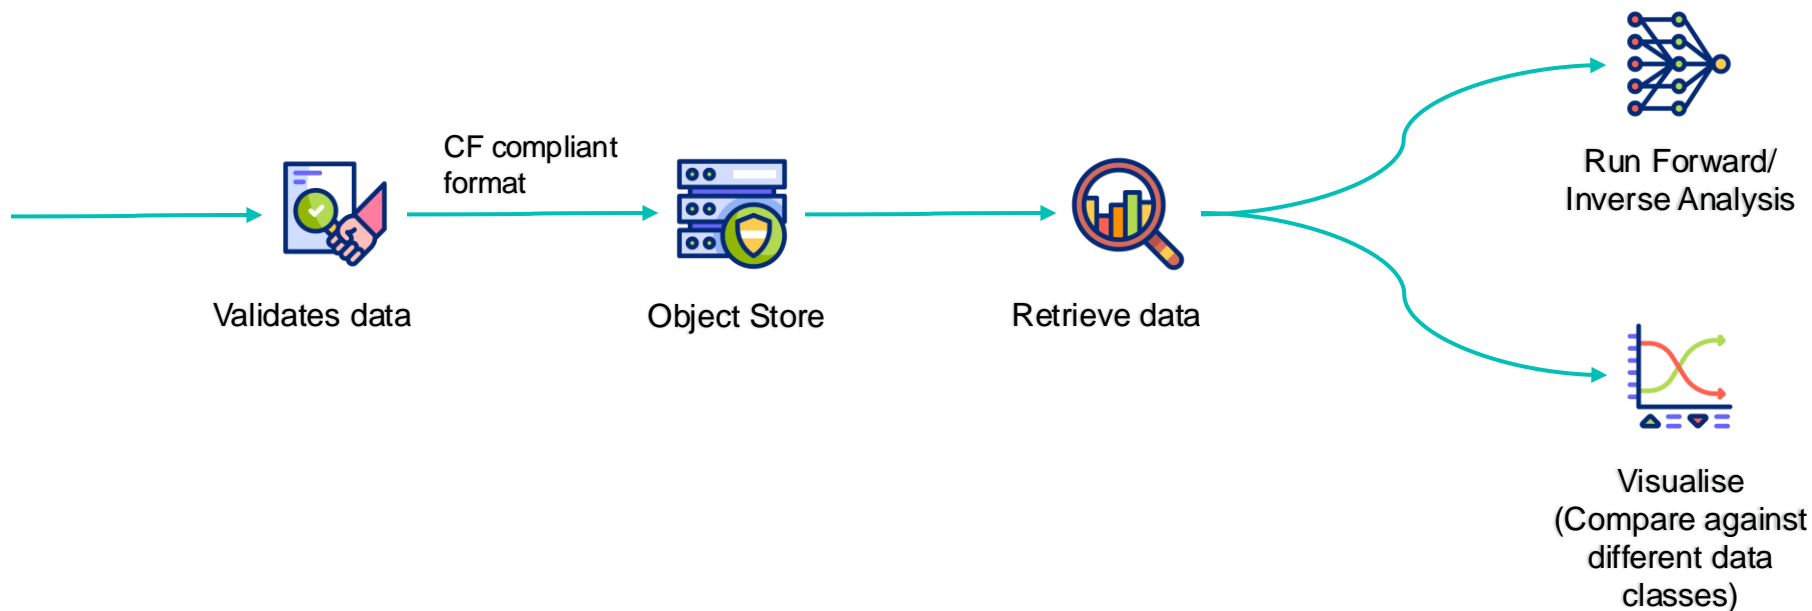 CF compliant
format
Validates data
Object Store
Retrieve data
Run Forward/
Inverse Analysis
Visualise
(Compare against
different data
classes)